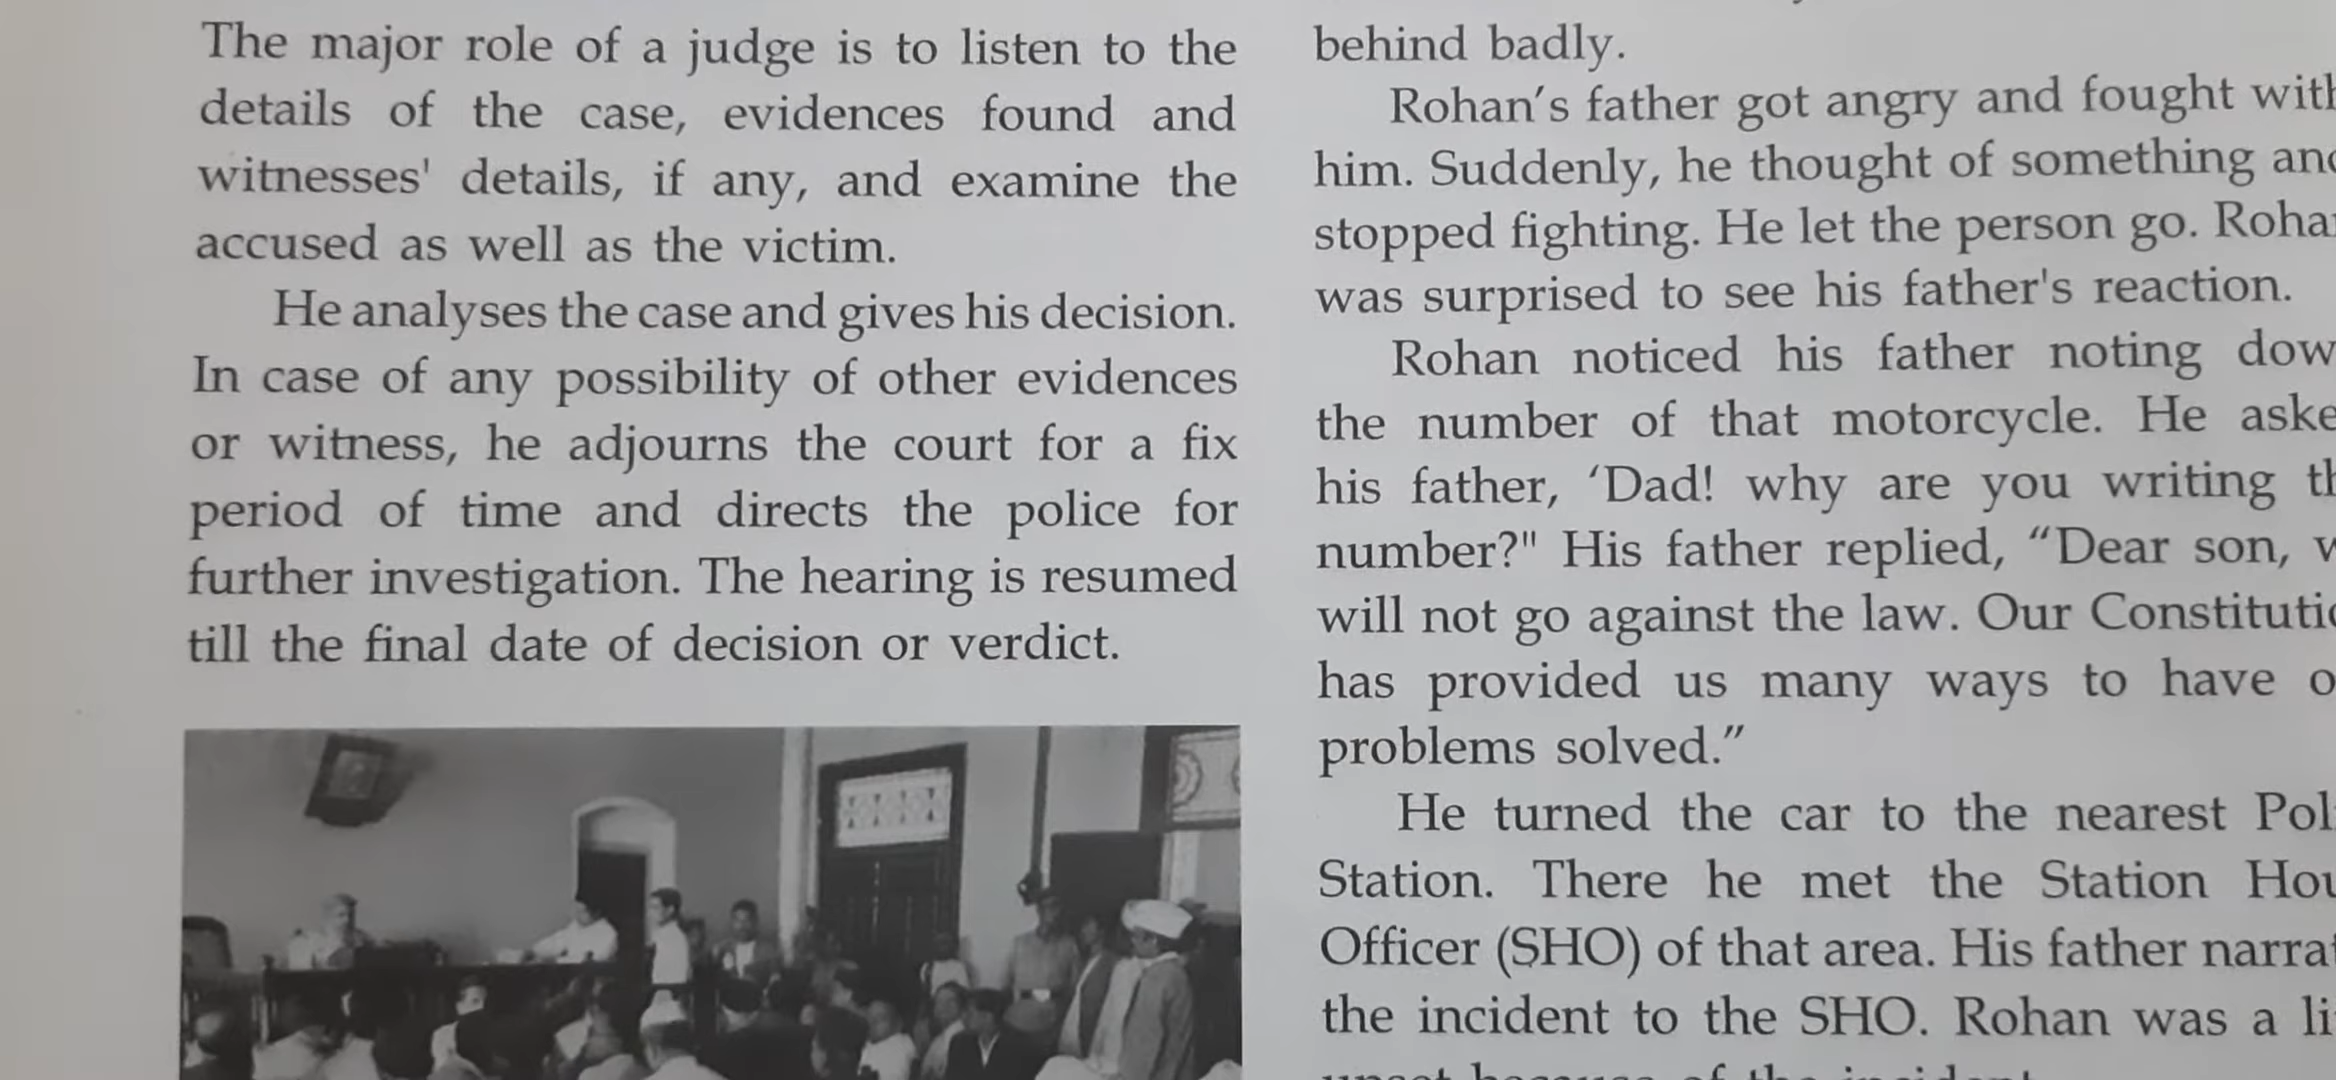 The major role of a judge is to listen to the
details of the case, evidences found and
witnesses' details, if any, and examine the
accused as well as the victim.
He analyses the case and gives his decision.
In case of any possibility of other evidences
or witness, he adjourns the court for a fix
period of time and directs the police for
further investigation. The hearing is resumed
till the final date of decision or verdict.
behind badly.
Rohan’s father got angry and fought with
him. Suddenly, he thought of something and
stopped fighting. He let the person go.
was surprised to see his father's reaction.
Rohan noticed his father noting
the number of that motorcycle. He
his father, ‘Dad! why are you writing
number?" His father replied, “Dear son,
will not go against the law. Our
has provided us many ways to have
problems solved.”
He turned the car to the nearest
Station. There he met the Station
Officer (SHO) of that area. His father
the incident to the SHO. Rohan was a
because of the incident